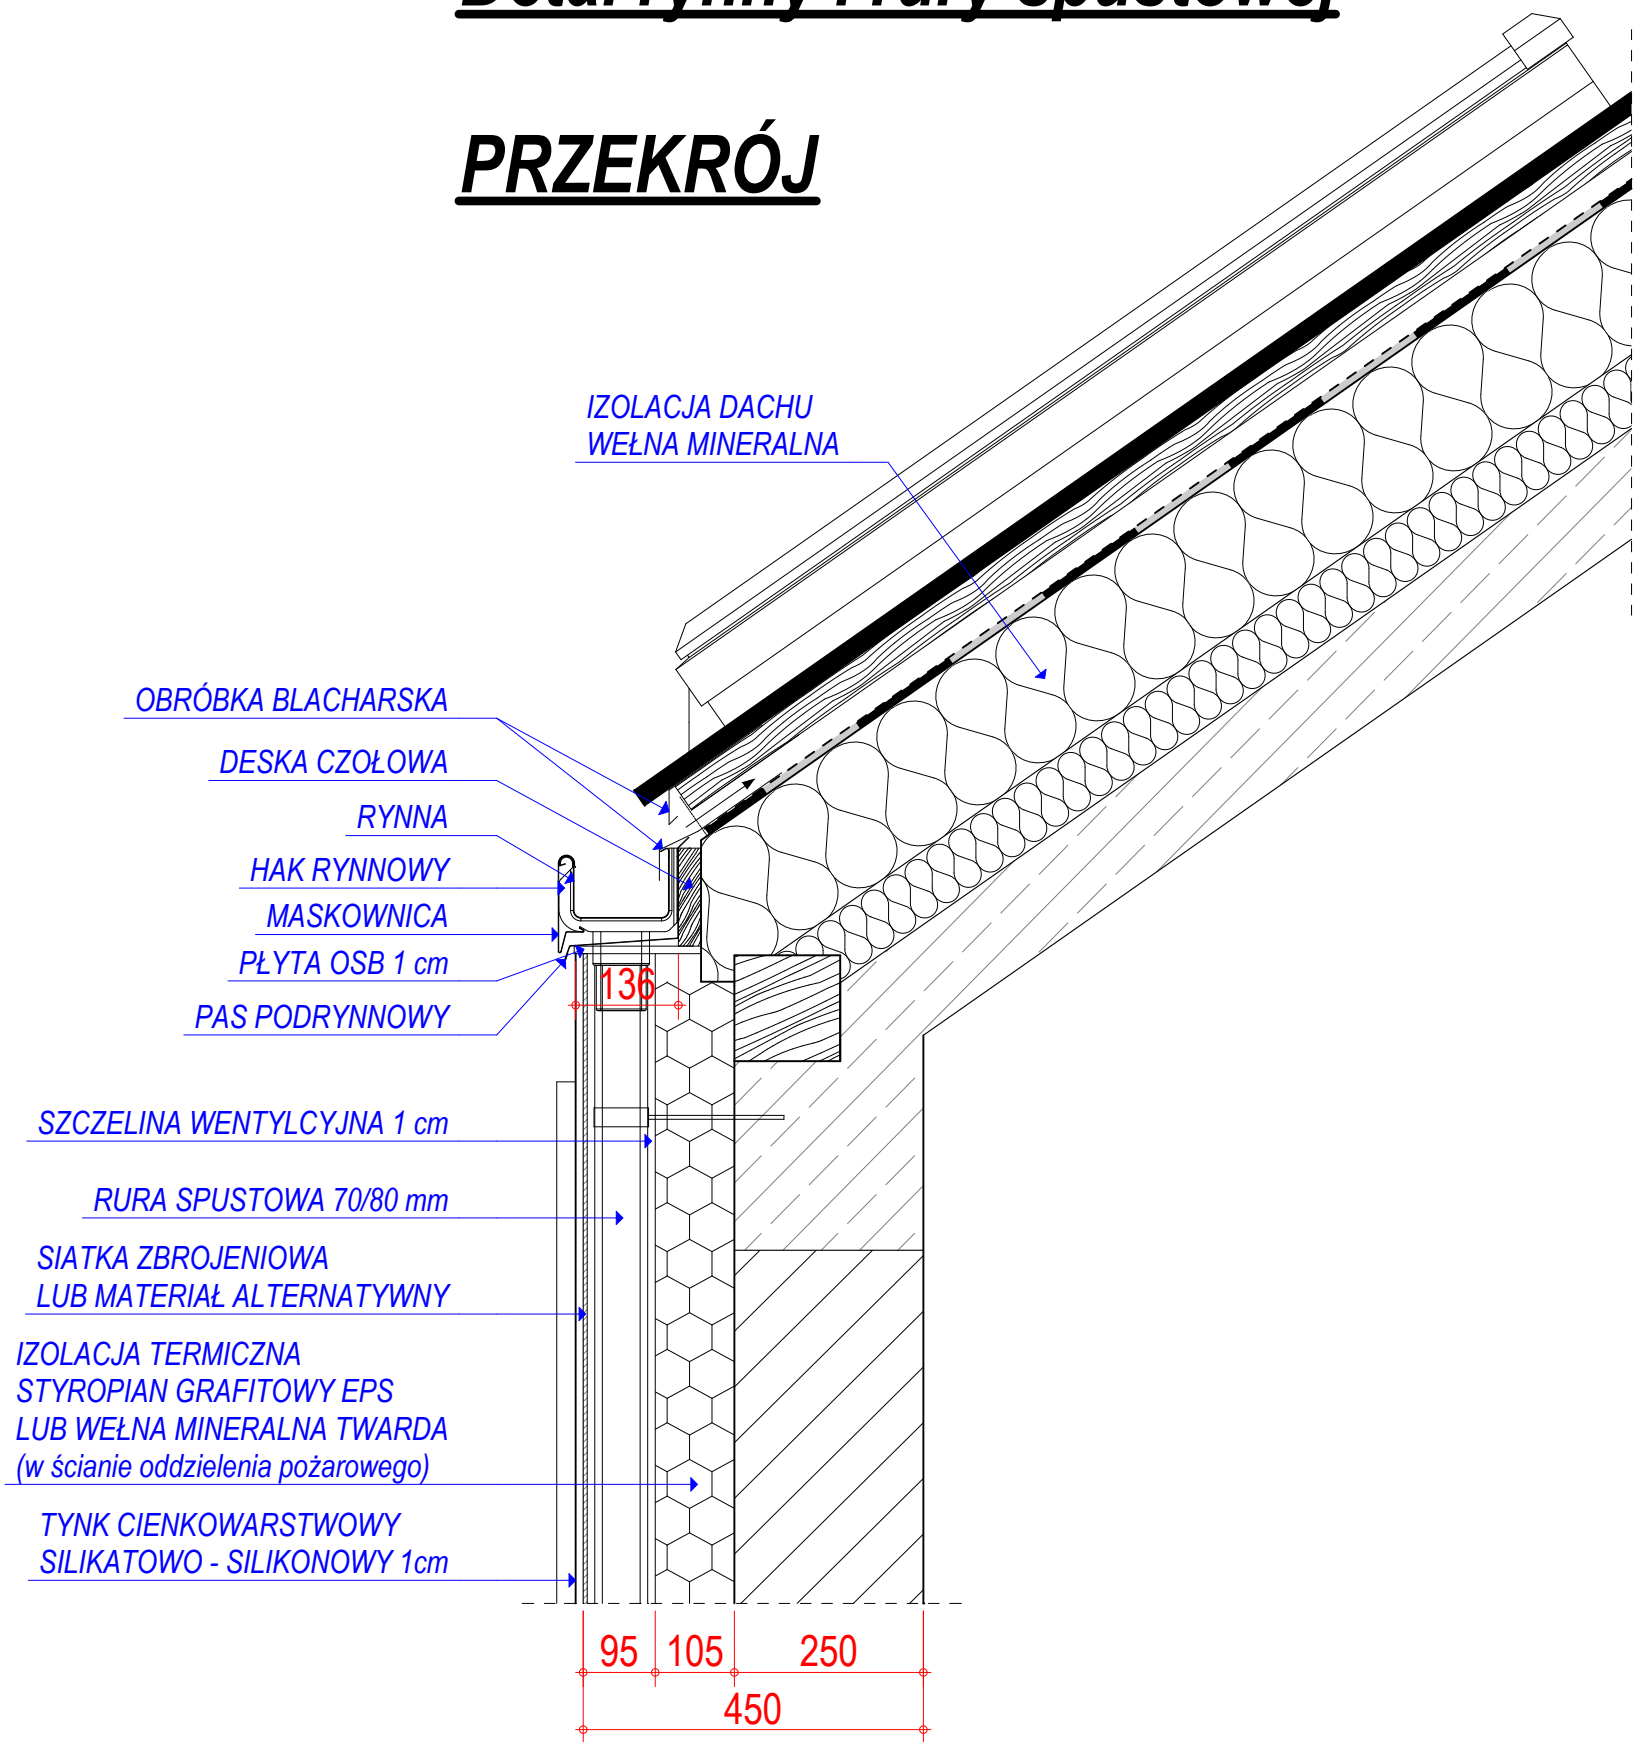 PRZEKRÓJ
IZOLACJA DACHU
WEŁNA MINERALNA
OBRÓBKA BLACHARSKA
DESKA CZOŁOWA
RYNNA
HAK RYNNOWY
MASKOWNICA
PŁYTA OSB 1 cm
PAS PODRYNNOWY
136
SZCZELINA WENTYLCYJNA 1 cm
RURA SPUSTOWA 70/80 mm
SIATKA ZBROJENIOWA
LUB MATERIAŁ ALTERNATYWNY
IZOLACJA TERMICZNA
STYROPIAN GRAFITOWY EPS
LUB WEŁNA MINERALNA TWARDA
(w ścianie oddzielenia pożarowego)
TYNK CIENKOWARSTWOWY
SILIKATOWO - SILIKONOWY 1cm
95 105 250
450